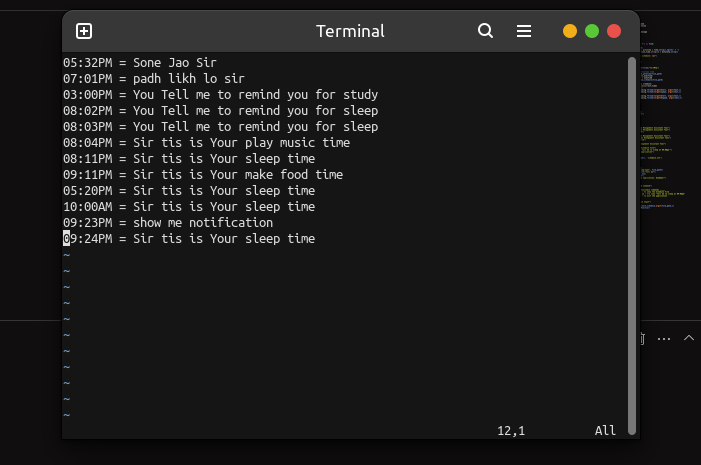 Terminal
05:32PM = Sone Jao Sir
07:01PM = padh likh lo sir
03:00PM = You Tell me to remind you for study
08:02PM = You Tell me to remind you for sleep
08:03PM = You Tell me to remind you for sleep
08:04PM = Sir tis is Your play music time
08:11PM = Sir tis is Your sleep time
09:11PM = Sir tis is Your make food time
05:20PM = Sir tis is Your sleep time
10:00AM = Sir tis is Your sleep time
09:23PM = show me notification
09:24PM = Sir tis is Your sleep time
~
~
~
~
~
~
~
~
~
~
~
12,1 All